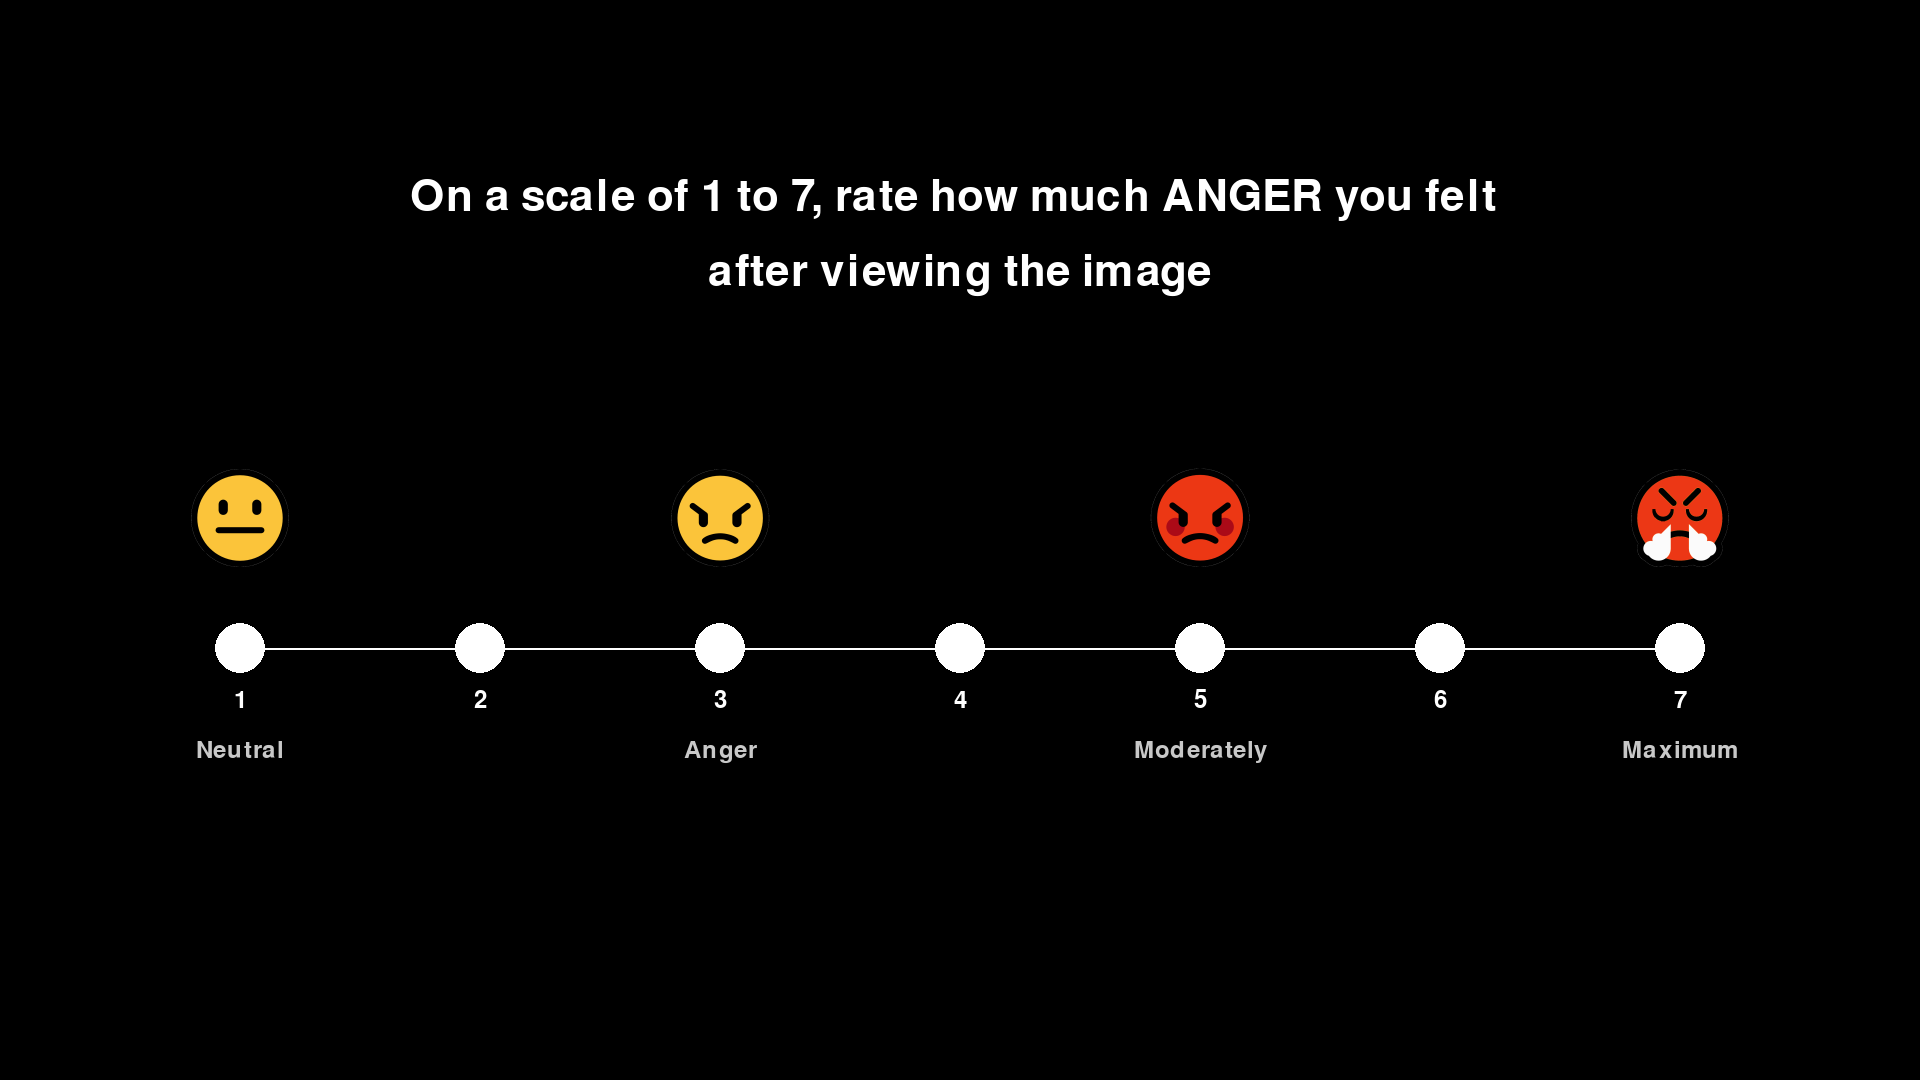 On a scale of 1 to 7, rate how much ANGER you felt
after viewing the image
1 2 3 4 5 6 7
Neutral Anger Moderately Maximum